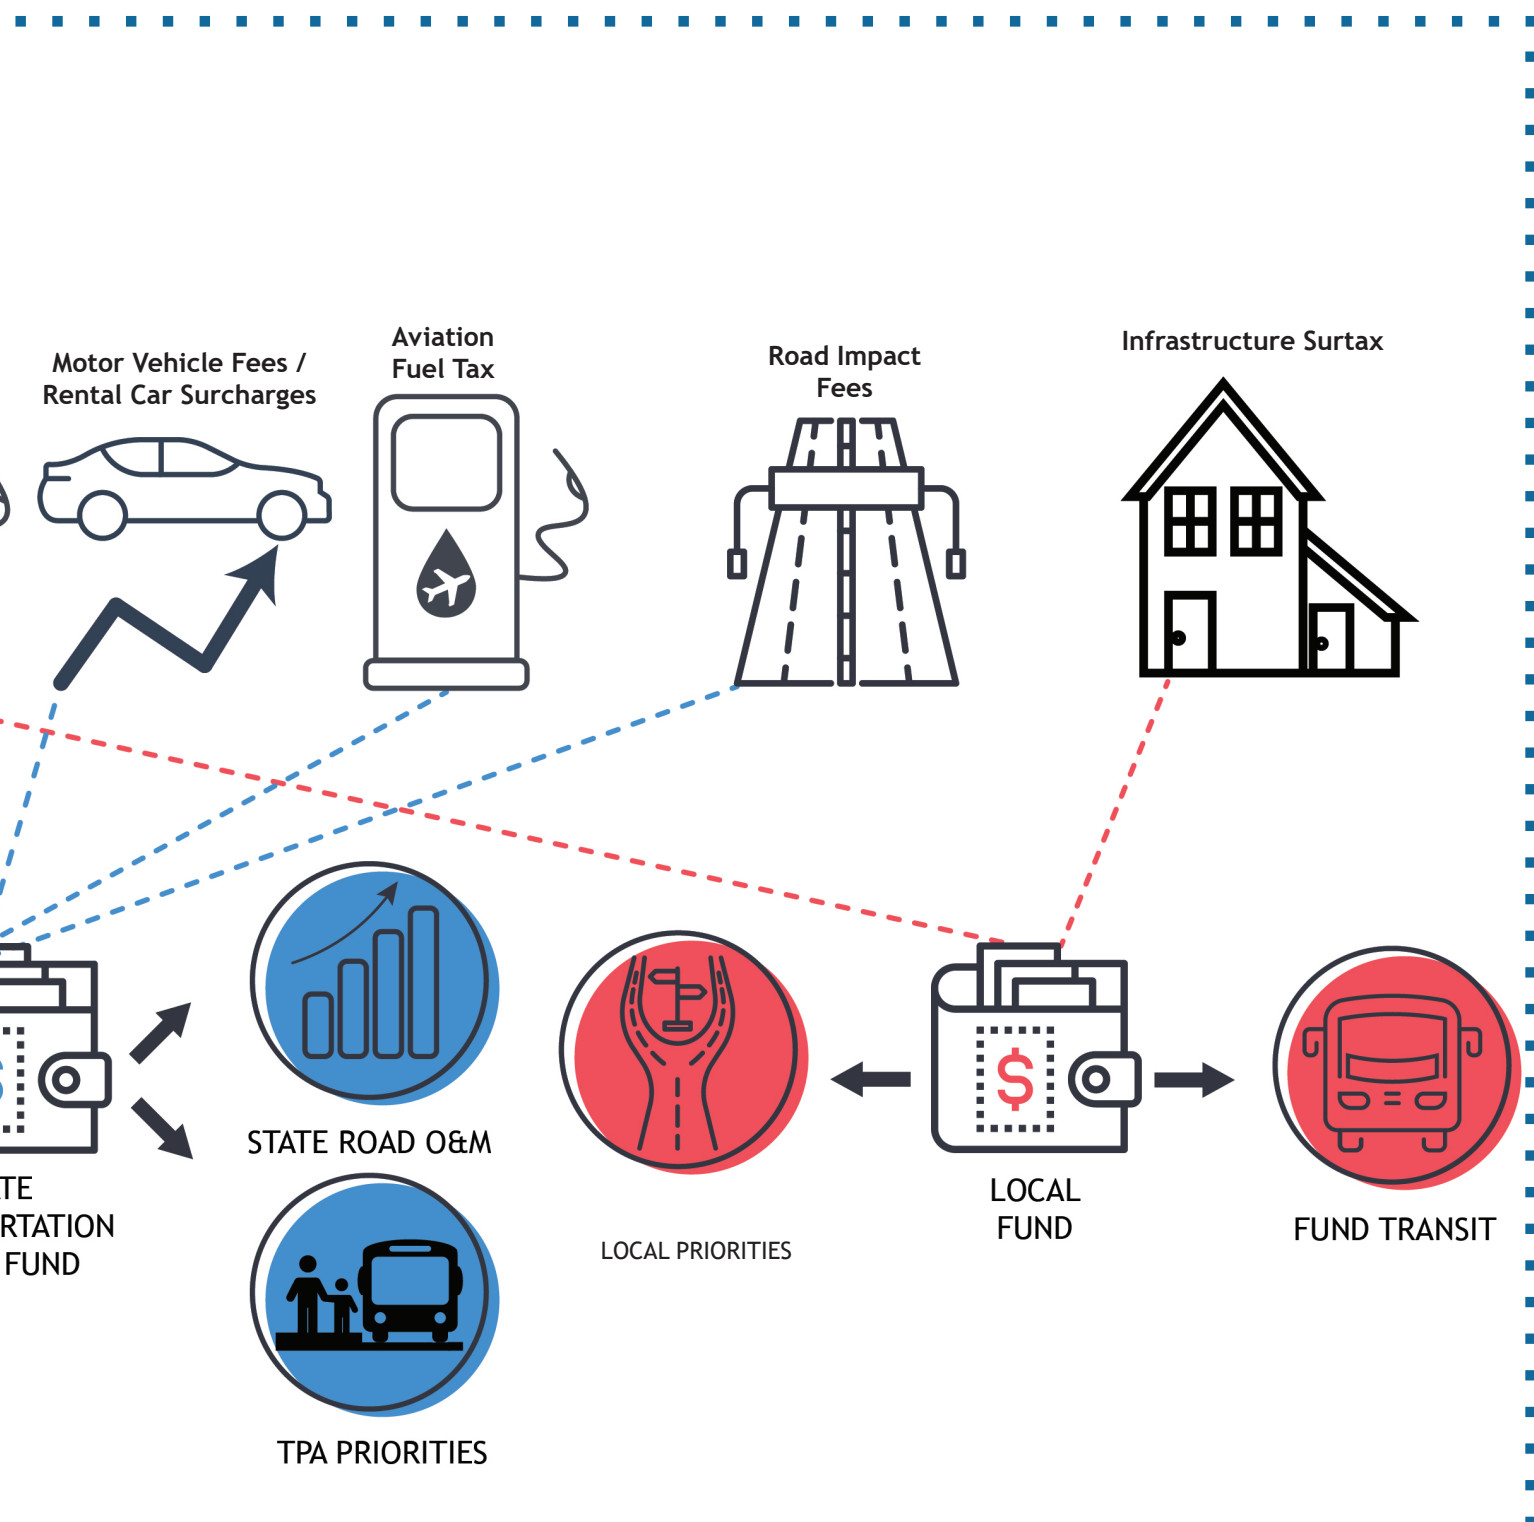 Motor Vehicle Fees /
Rental Car Surcharges
Aviation
Fuel Tax
Road Impact
Fees
Infrastructure Surtax
$
STATE ROAD O&M
TE
RTATION
FUND
TPA PRIORITIES
LOCAL PRIORITIES
LOCAL
FUND
FUND TRANSIT